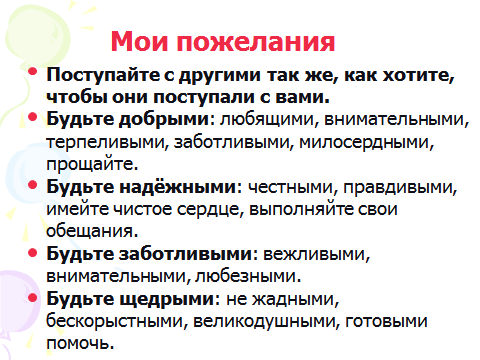 Мои пожелания
• Поступайте с другими так же, как хотите,
чтобы они поступали с вами.
• Будьте добрыми: любящими, внимательными,
терпеливыми, заботливыми, милосердными,
прощайте.
• Будьте надёжными: честными, правдивыми,
имейте чистое сердце, выполняйте свои
обещания.
• Будьте заботливыми: вежливыми,
внимательными, любезными.
• Будьте щедрыми: не жадными,
бескорыстными, великодушными, готовыми
помочь.